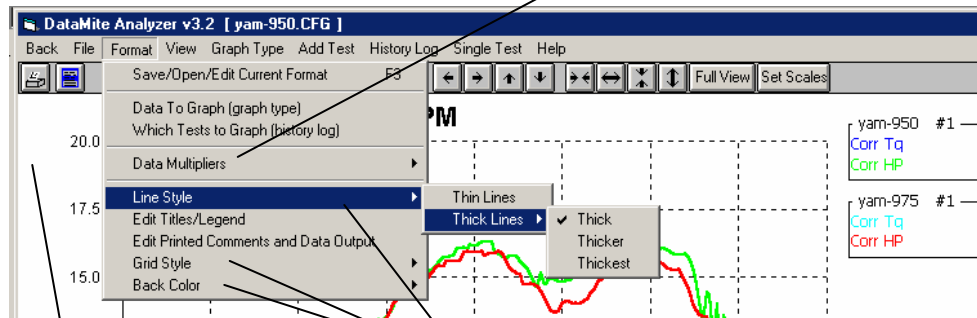 DataMite Analyzer v3.2 [ yam-950.CFG ]
Back File Format View Graph Type Add Test History Log Single Test Help
Full View Set Scales
Save/Open/Edit Current Format F3
Data To Graph (graph type)
Which Tests to Graph (history log)
Data Multipliers
Line Style
Edit Titles/Legend
Edit Printed Comments and Data Output
Grid Style
Back Color
Thin Lines
Thick Lines
Thick
Thicker
Thickest
PM
20.0
17.5
15.0
yam-950 #1
Corr Tq
Corr HP
yam-975 #1
Corr Tq
Corr HP